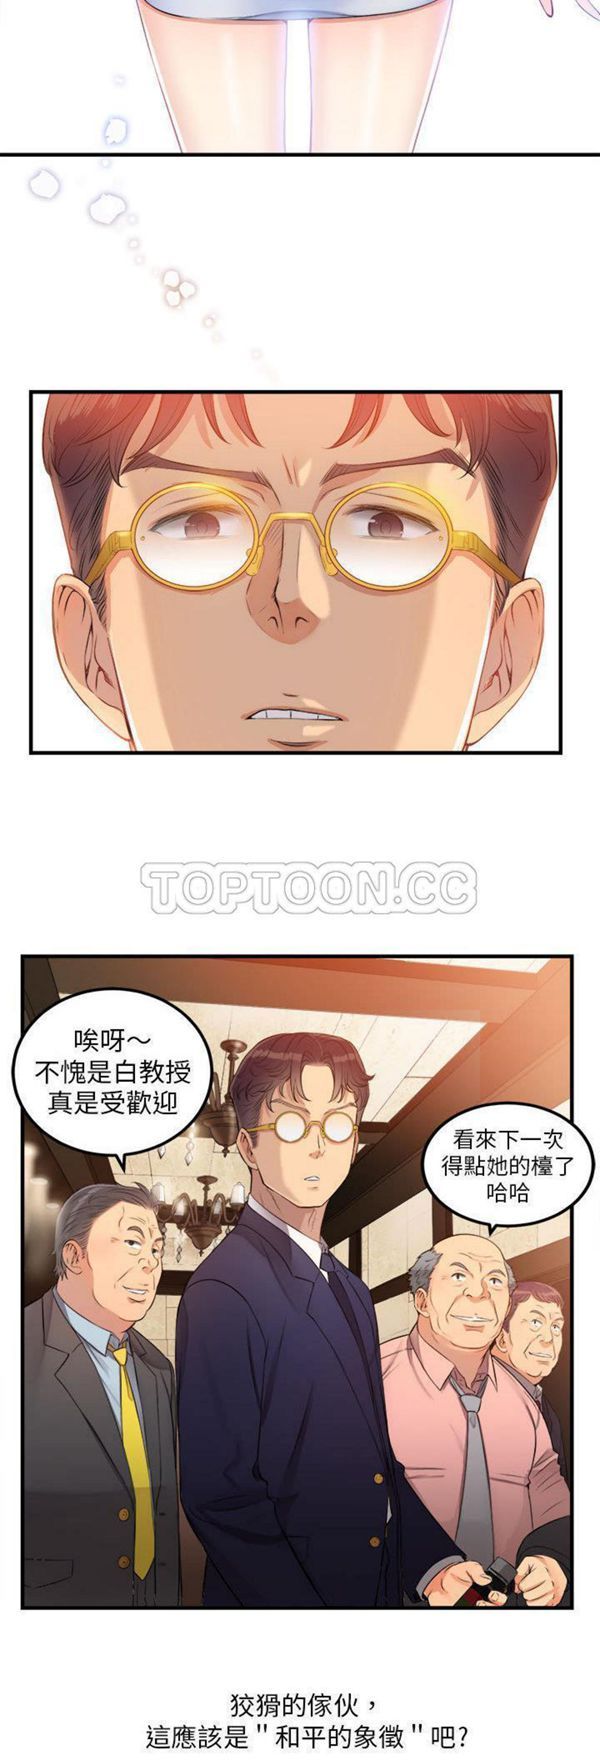 TOPTOON.CC
唉呀～
不愧是白教授
真是受歡迎
看來下一次
得點她的檯了
哈哈
狡猾的傢伙，
這應該是"和平的象徵"吧?